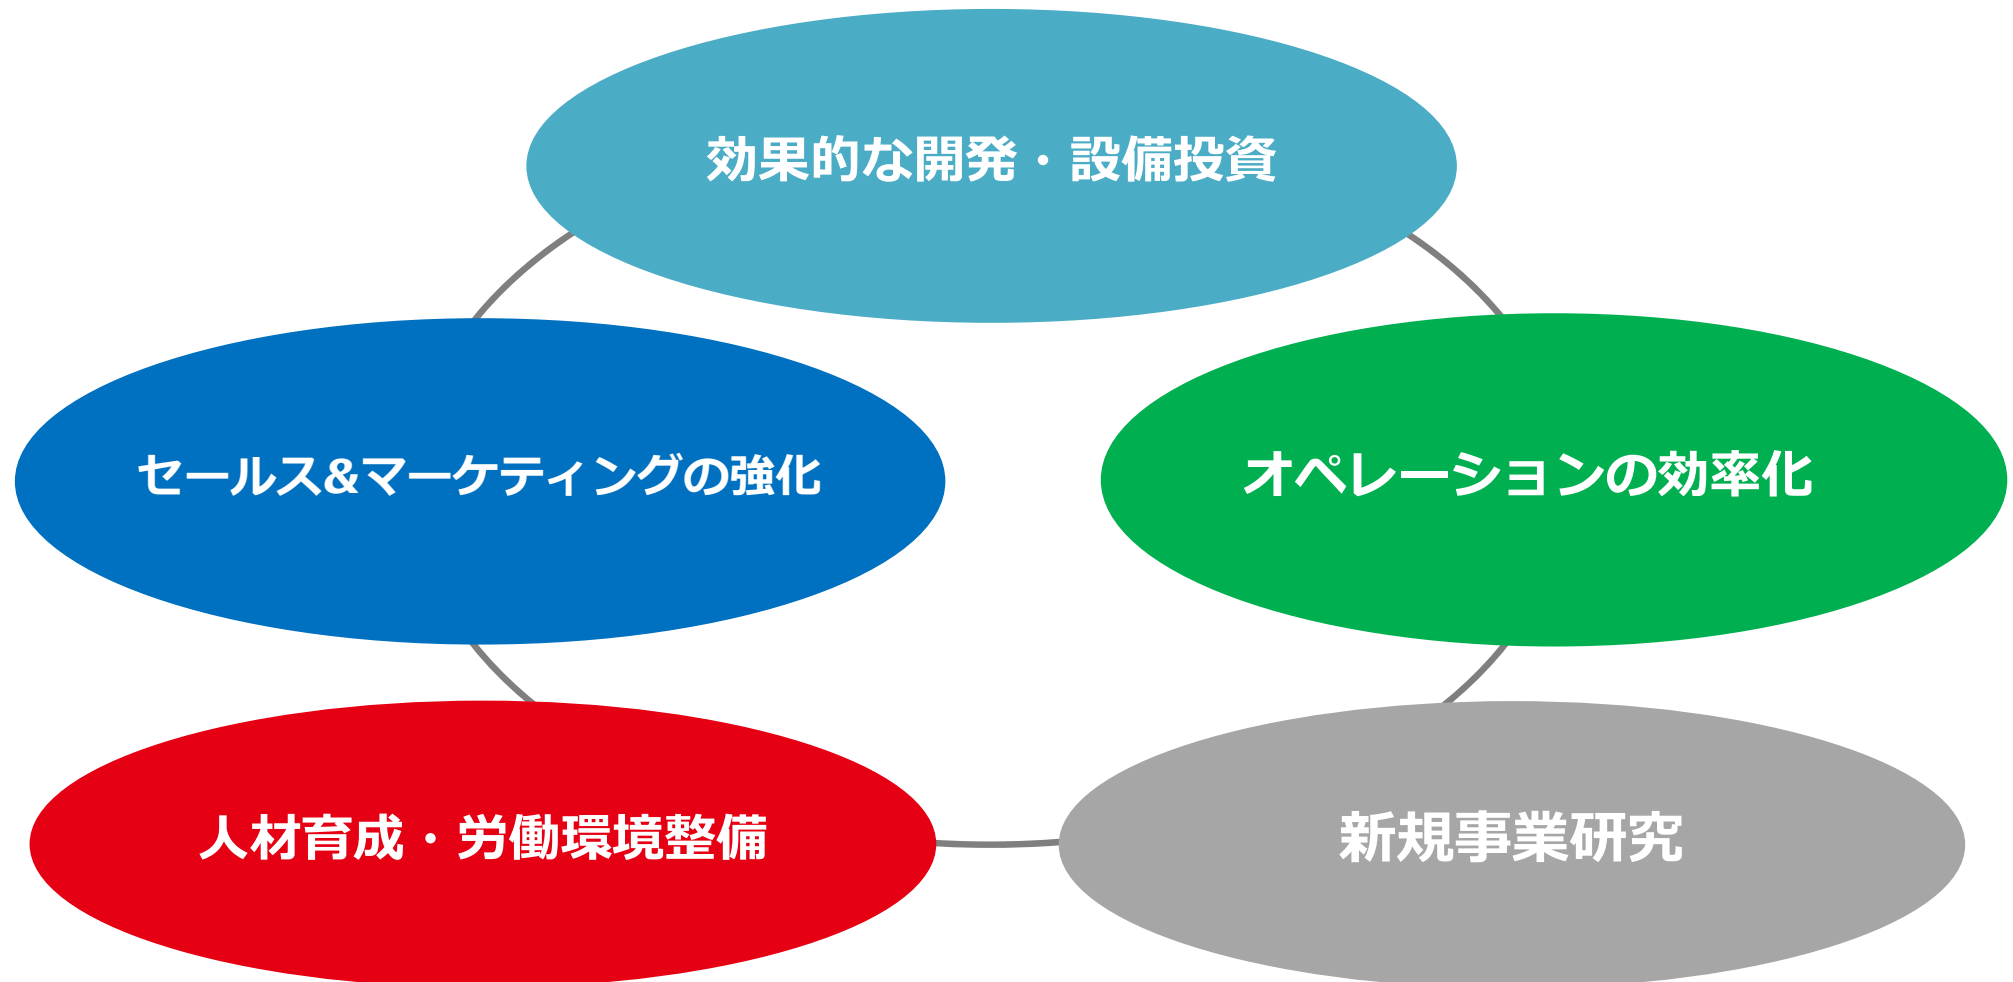 効果的な開発・設備投資
セールス&マーケティングの強化
オペレーションの効率化
人材育成・労働環境整備
新規事業研究